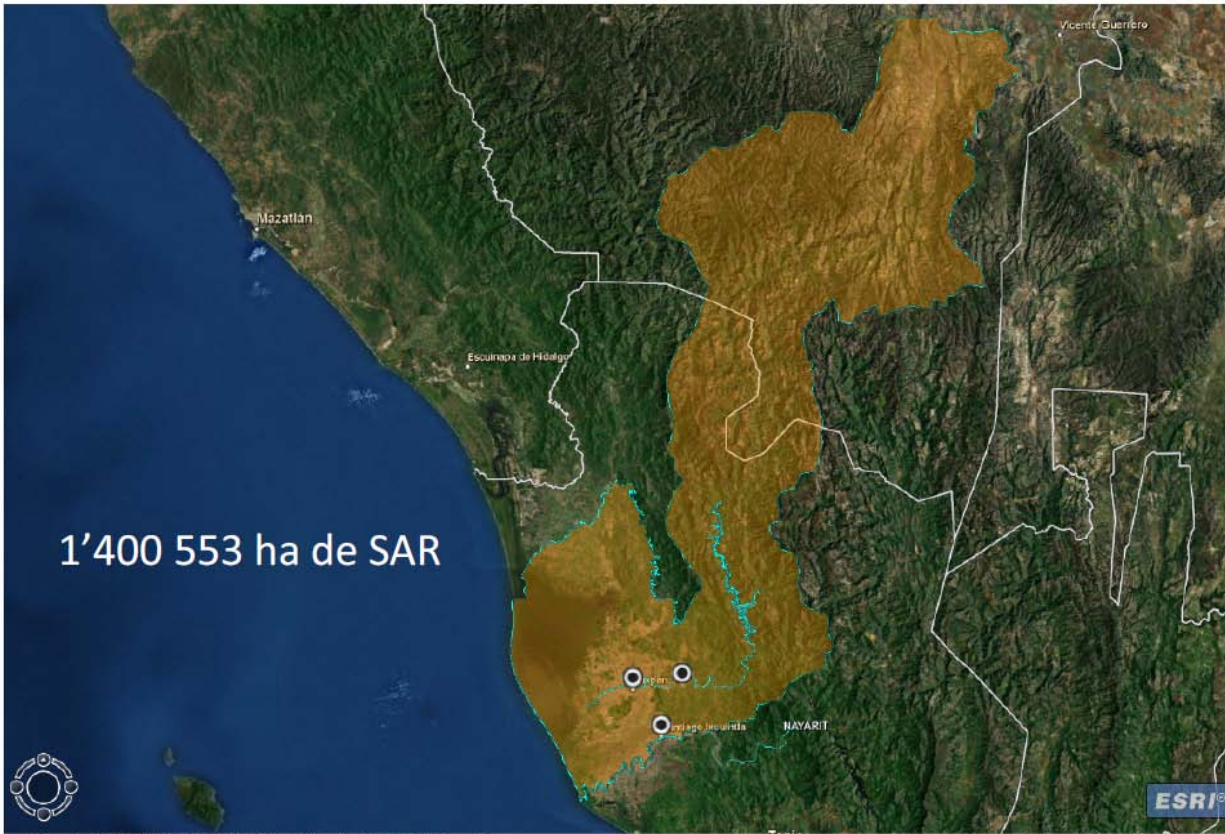 Vicente Guerrero
Mazatlán
Escuinapa de Hidalgo
1’400 553 ha de SAR
NAYARIT
ESRI